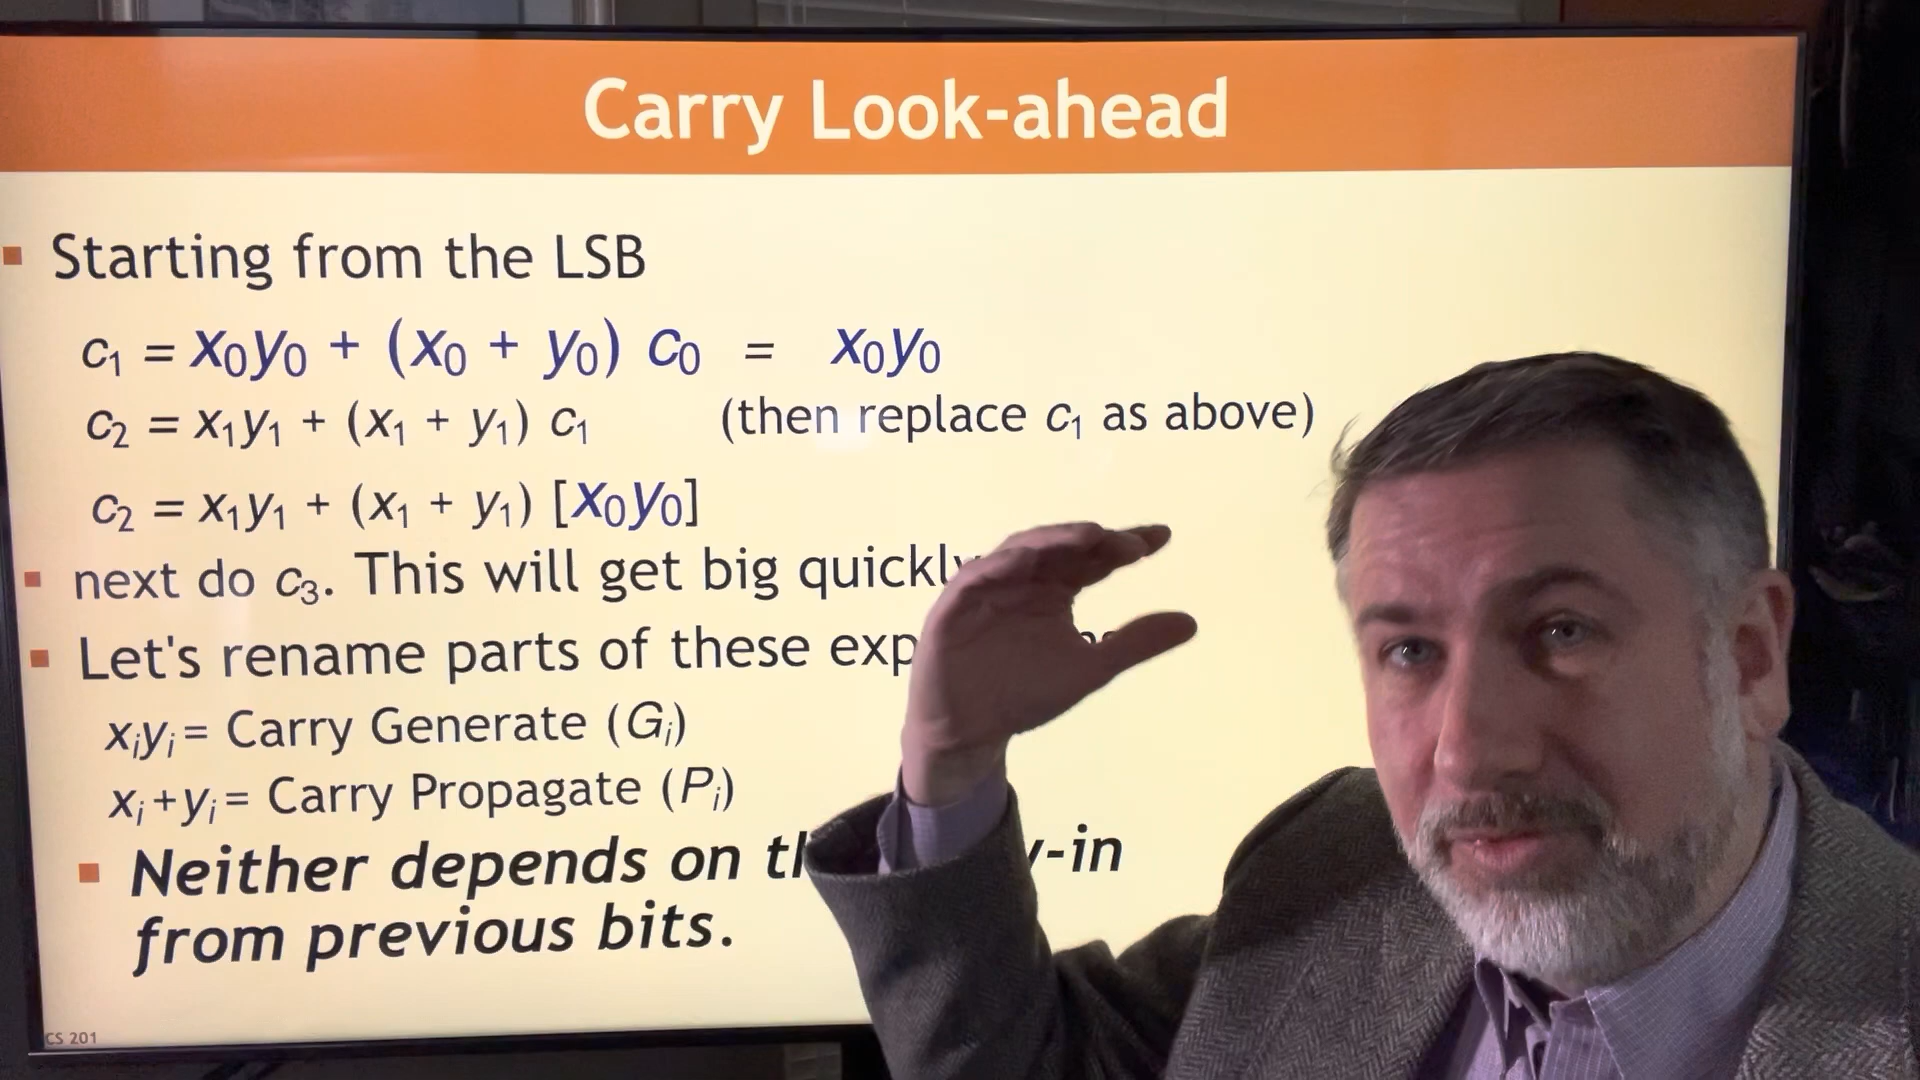 Carry Look-ahead
Starting from the LSB
c₁ = x₀y₀ + (x₀ + y₀) c₀ = x₀y₀
c₂ = x₁y₁ + (x₁ + y₁) c₁ (then replace c₁ as above)
c₂ = x₁y₁ + (x₁ + y₁) [x₀y₀]
next do c₃. This will get big quickly
Let's rename parts of these
xᵢyᵢ = Carry Generate (Gᵢ)
xᵢ+yᵢ = Carry Propagate (Pᵢ)
Neither depends on -in
from previous bits.
CS 201